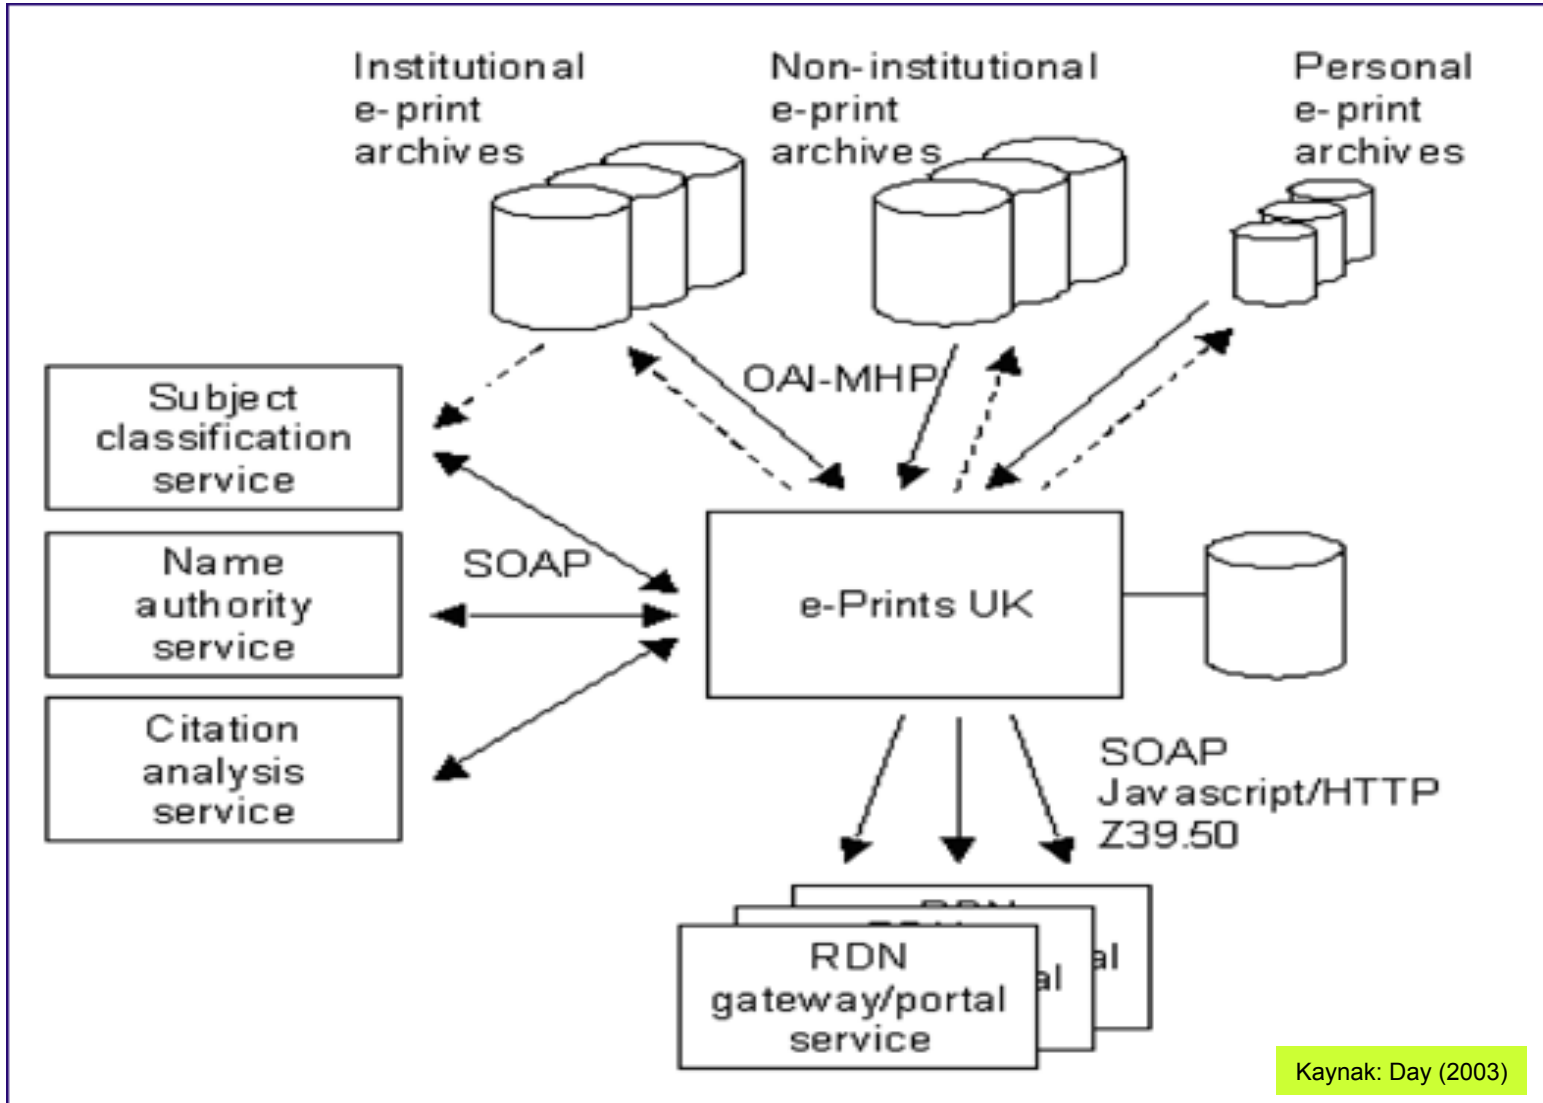 Institutional
e-print
archives
Non-institutional
e-print
archives
Personal
e-print
archives
OAI-MHP
Subject
classification
service
SOAP
Name
authority
service
e-Prints UK
Citation
analysis
service
SOAP
Javascript/HTTP
Z39.50
RDN
gateway/portal
service
Kaynak: Day (2003)